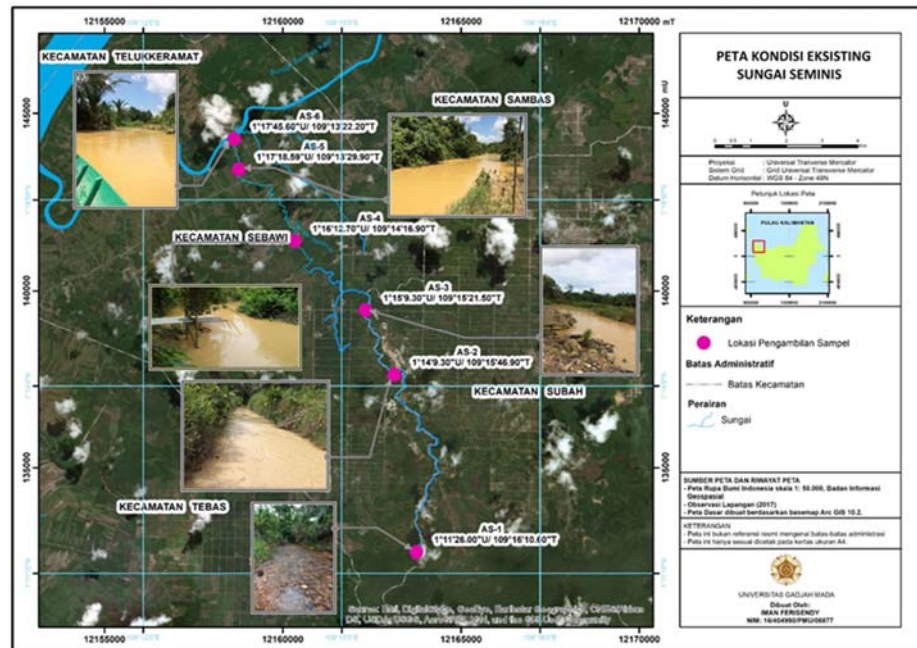 12155000 12160000 12165000 12170000 mT
145000 mU
140000
135000
KECAMATAN TELUKKERAMAT
KECAMATAN SAMBAS
AS-6
1°17'45.60"U/ 109°13'22.20"T
AS-5
1°17'18.59"U/ 109°13'29.90"T
AS-4
1°16'12.70"U/ 109°14'16.90"T
KECAMATAN SEBAWI
AS-3
1°15'9.30"U/ 109°15'21.50"T
AS-2
1°14'9.30"U/ 109°15'46.90"T
KECAMATAN SUBAH
KECAMATAN TEBAS
AS-1
1°11'26.00"U/ 109°16'10.60"T
12155000 12160000 12165000 12170000
PETA KONDISI EKSISTING
SUNGAI SEMINIS
U
Proyeksi : Universal Tranverse Mercator
Sistem Grid : Grid Universal Transverse Mercator
Datum Horisontal : WGS 84 - Zone 49N
Petunjuk Lokasi Peta
PULAU KALIMANTAN
Keterangan
Lokasi Pengambilan Sampel
Batas Administratif
Batas Kecamatan
Perairan
Sungai
SUMBER PETA DAN RIWAYAT PETA
- Peta Rupa Bumi Indonesia skala 1: 50.000, Badan Informasi
Geospasial
- Observasi Lapangan (2017)
- Peta Dasar dibuat berdasarkan basemap Arc GIS 10.2.
KETERANGAN
- Peta ini bukan referensi resmi mengenai batas-batas administrasi
- Peta ini hanya sesuai dicetak pada kertas ukuran A4.
UNIVERSITAS GADJAH MADA
Dibuat Oleh:
IMAN FERISENDY